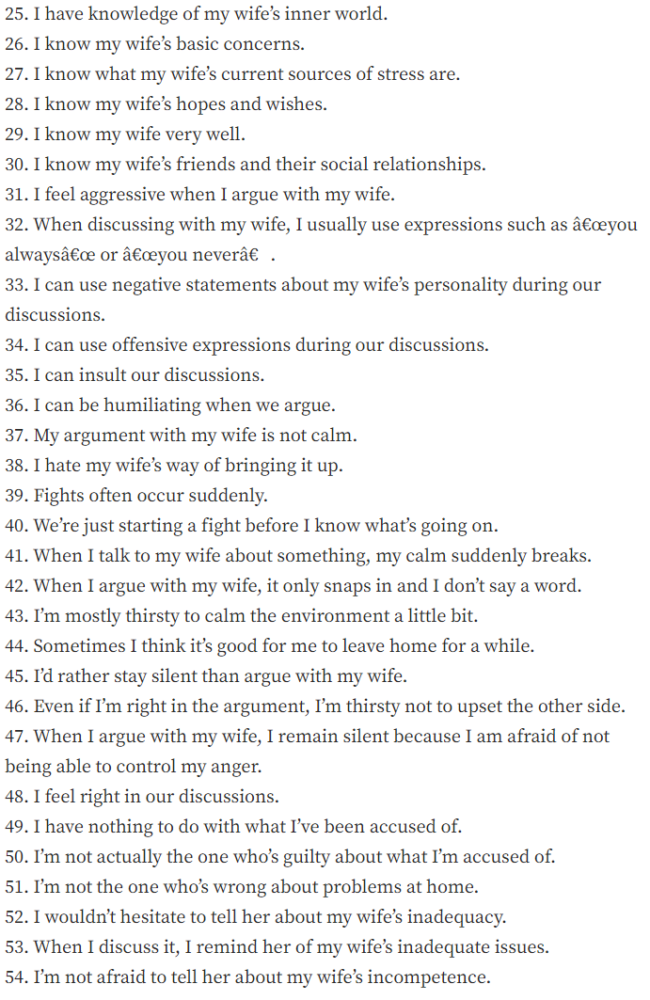 25. I have knowledge of my wife’s inner world.
26. I know my wife’s basic concerns.
27. I know what my wife’s current sources of stress are.
28. I know my wife’s hopes and wishes.
29. I know my wife very well.
30. I know my wife’s friends and their social relationships.
31. I feel aggressive when I argue with my wife.
32. When discussing with my wife, I usually use expressions such as â€œyou
alwaysâ€œ or â€œyou neverâ€  .
33. I can use negative statements about my wife’s personality during our
discussions.
34. I can use offensive expressions during our discussions.
35. I can insult our discussions.
36. I can be humiliating when we argue.
37. My argument with my wife is not calm.
38. I hate my wife’s way of bringing it up.
39. Fights often occur suddenly.
40. We’re just starting a fight before I know what’s going on.
41. When I talk to my wife about something, my calm suddenly breaks.
42. When I argue with my wife, it only snaps in and I don’t say a word.
43. I’m mostly thirsty to calm the environment a little bit.
44. Sometimes I think it’s good for me to leave home for a while.
45. I’d rather stay silent than argue with my wife.
46. Even if I’m right in the argument, I’m thirsty not to upset the other side.
47. When I argue with my wife, I remain silent because I am afraid of not
being able to control my anger.
48. I feel right in our discussions.
49. I have nothing to do with what I’ve been accused of.
50. I’m not actually the one who’s guilty about what I’m accused of.
51. I’m not the one who’s wrong about problems at home.
52. I wouldn’t hesitate to tell her about my wife’s inadequacy.
53. When I discuss it, I remind her of my wife’s inadequate issues.
54. I’m not afraid to tell her about my wife’s incompetence.